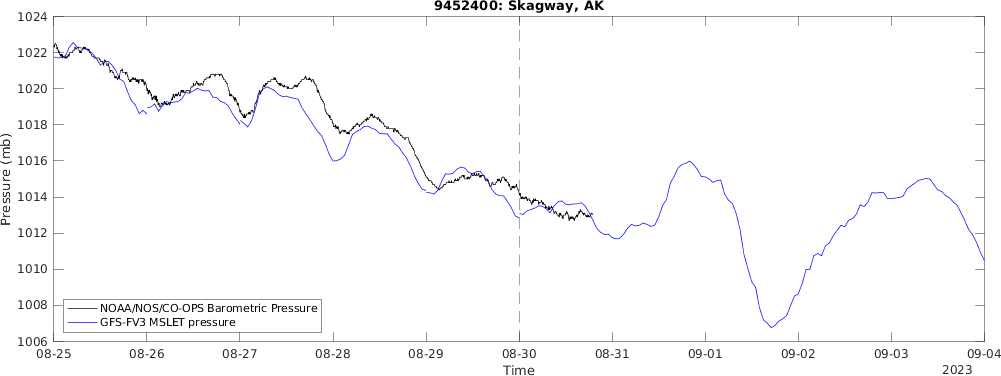 9452400: Skagway, AK
1024
1022
1020
1018
1016
1014
1012
1010
1008
1006
Pressure (mb)
NOAA/NOS/CO-OPS Barometric Pressure
GFS-FV3 MSLET pressure
08-25 08-26 08-27 08-28 08-29 08-30 08-31 09-01 09-02 09-03 09-04
Time
2023